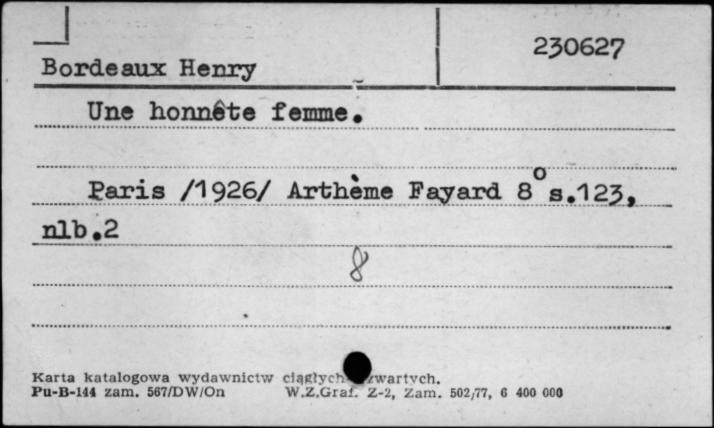 230627
Bordeaux Henry
Une honnête femme.
Paris /1926/ Arthème Fayard 8° s.123,
nlb.2
8
Karta katalogowa wydawnictw ciągłych zwartych.
Pu-B-144 zam. 567/DW/On W.Z.Graf. Z-2, Zam. 502/77, 6 400 000